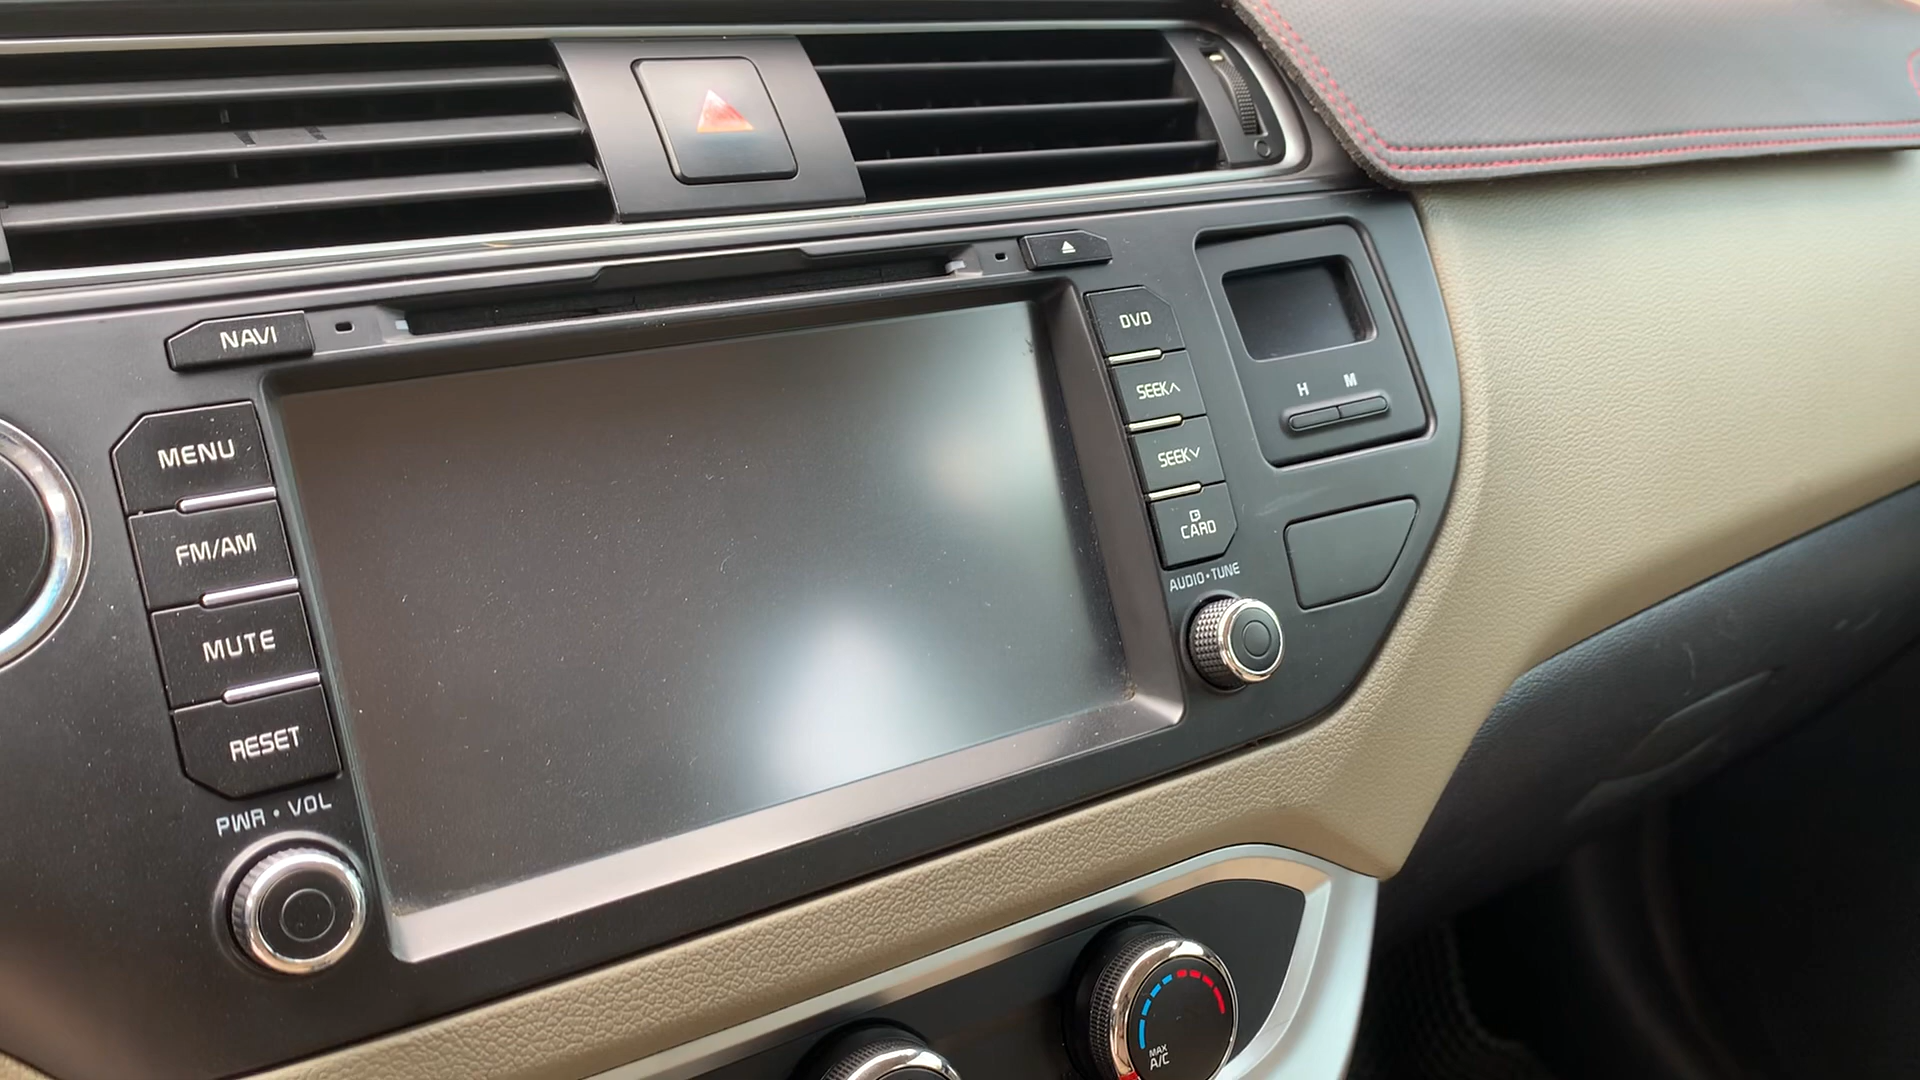 NAVI
MENU
FM/AM
MUTE
RESET
PWR • VOL
DVD
SEEK∧
SEEK∨
CARD
AUDIO • TUNE
H M
MAX
A/C